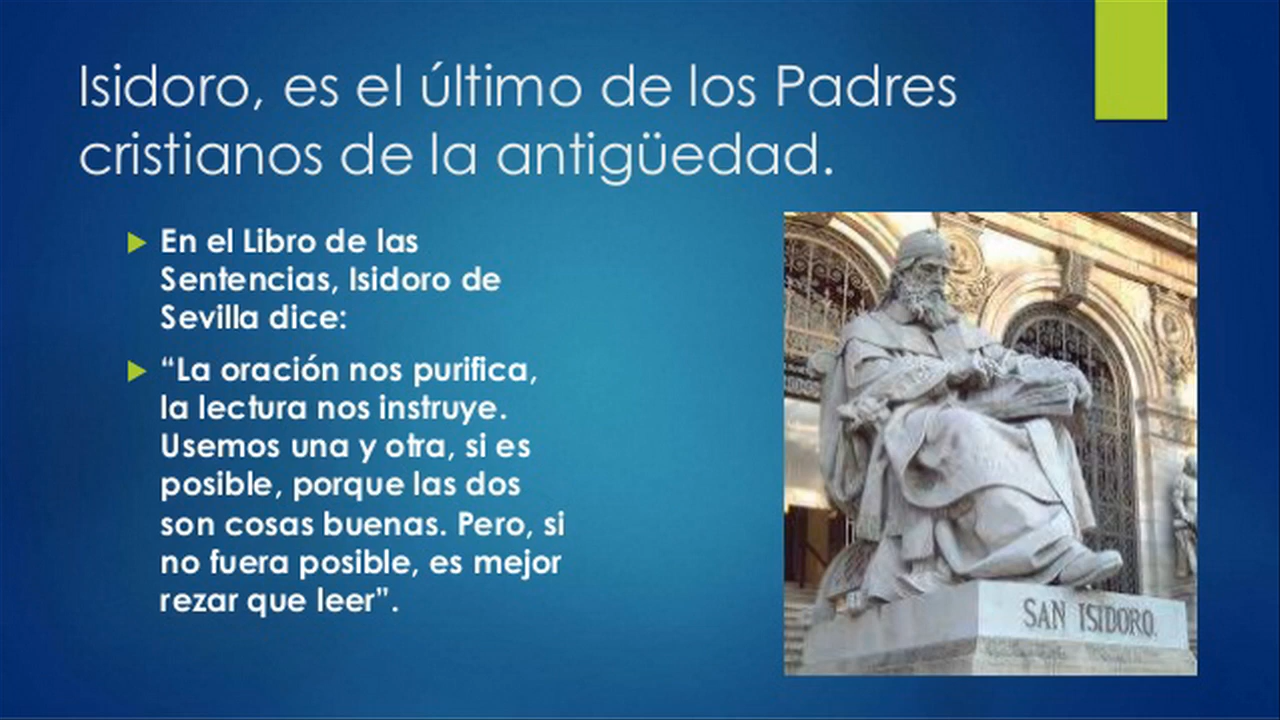 Isidoro, es el último de los Padres
cristianos de la antigüedad.
En el Libro de las
Sentencias, Isidoro de
Sevilla dice:
“La oración nos purifica,
la lectura nos instruye.
Usemos una y otra, si es
posible, porque las dos
son cosas buenas. Pero, si
no fuera posible, es mejor
rezar que leer".
SAN ISIDORO.